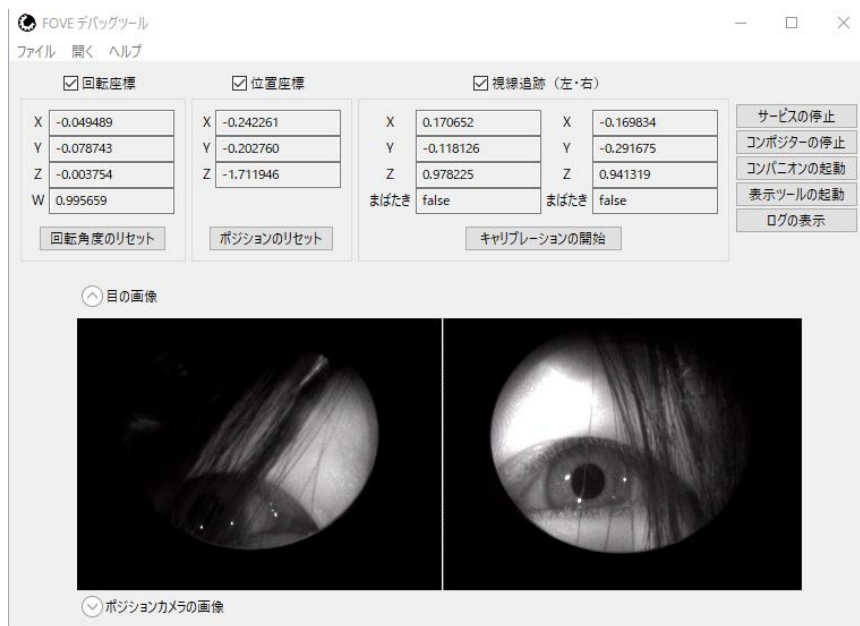 FOVE デバッグツール
ファイル 開く ヘルプ
回転座標
X -0.049489
Y -0.078743
Z -0.003754
W 0.995659
回転角度のリセット
位置座標
X -0.242261
Y -0.202760
Z -1.711946
ポジションのリセット
視線追跡（左・右）
X 0.170652 X -0.169834
Y -0.118126 Y -0.291675
Z 0.978225 Z 0.941319
まばたき false まばたき false
キャリブレーションの開始
サービスの停止
コンポジターの停止
コンパニオンの起動
表示ツールの起動
ログの表示
目の画像
ポジションカメラの画像